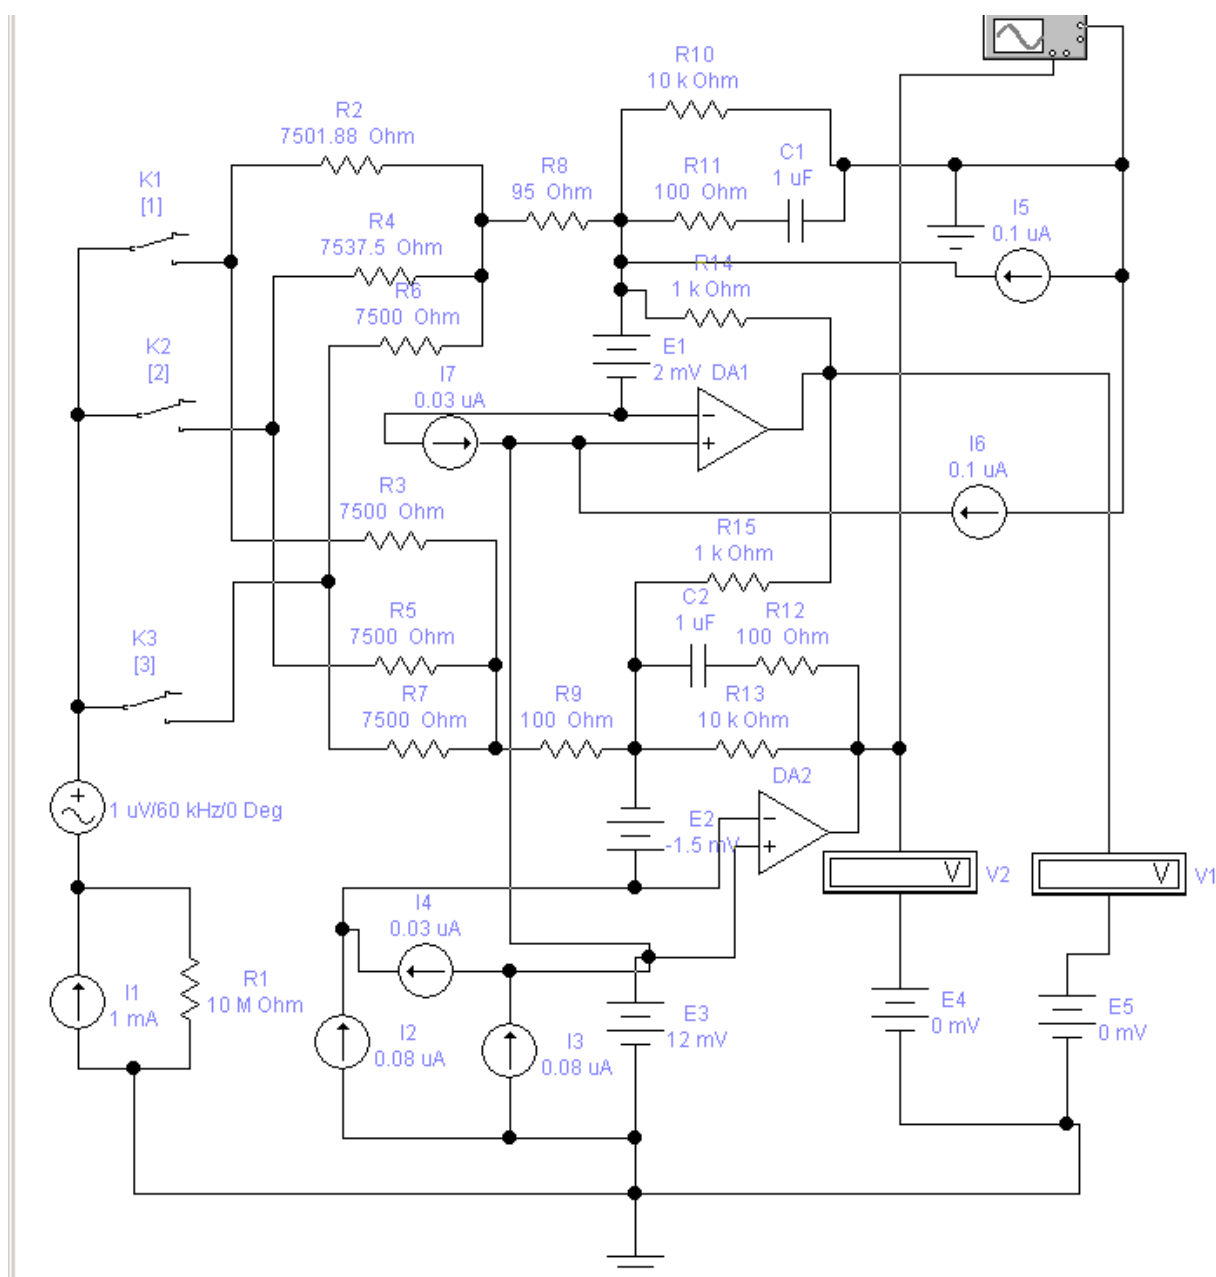 R10
10 k Ohm
R2
7501.88 Ohm
K1
[1]
R8
95 Ohm
R11
100 Ohm
C1
1 uF
R4
7537.5 Ohm
I5
0.1 uA
R14
1 k Ohm
R6
7500 Ohm
K2
[2]
E1
2 mV
DA1
I7
0.03 uA
I6
0.1 uA
R3
7500 Ohm
R15
1 k Ohm
K3
[3]
R5
7500 Ohm
C2
1 uF
R12
100 Ohm
R7
7500 Ohm
R9
100 Ohm
R13
10 k Ohm
DA2
1 uV/60 kHz/0 Deg
E2
-1.5 mV
V
V2
V
V1
I4
0.03 uA
I1
1 mA
R1
10 M Ohm
I2
0.08 uA
I3
0.08 uA
E3
12 mV
E4
0 mV
E5
0 mV